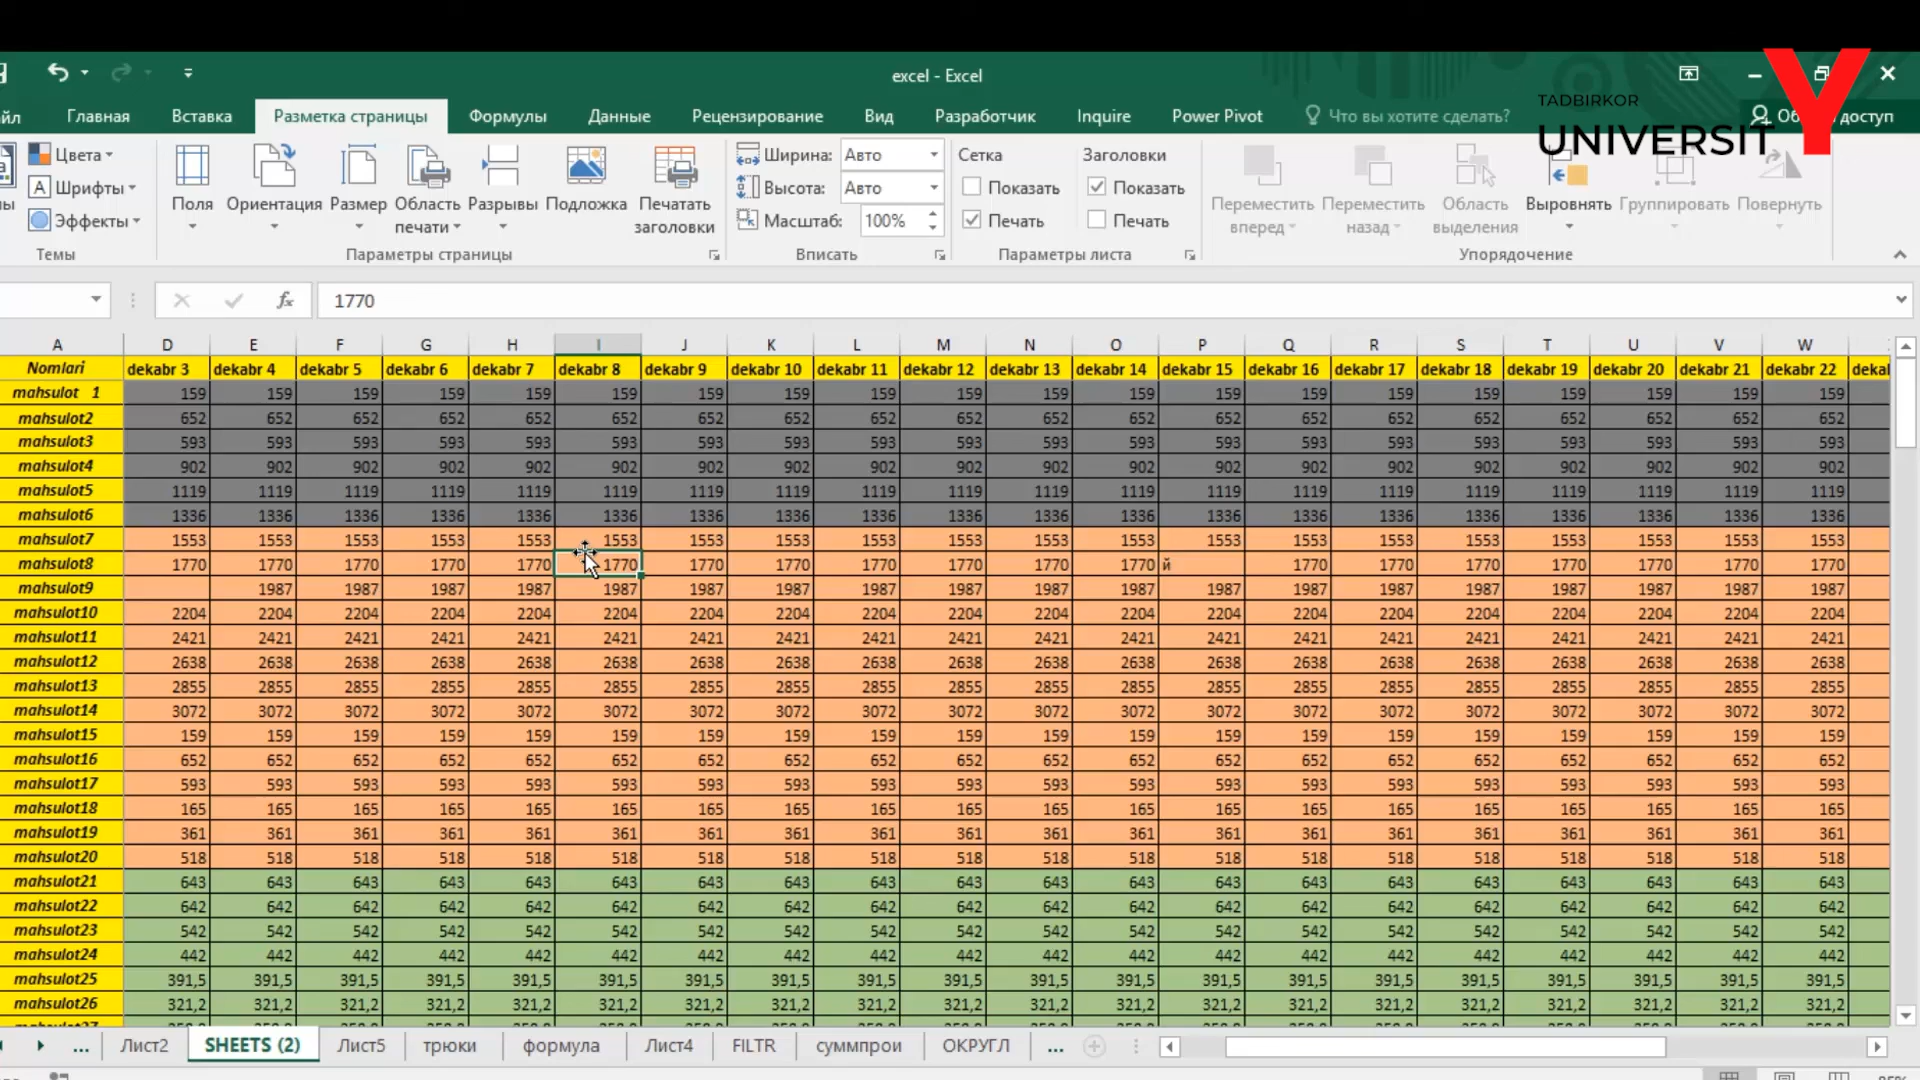 excel - Excel
TADBIRKOR
UNIVERSITY
Главная Вставка Разметка страницы Формулы Данные Рецензирование Вид Разработчик Inquire Power Pivot Что вы хотите сделать?
Цвета
Шрифты
Эффекты
Темы
Поля Ориентация Размер Область печати Разрывы Подложка Печатать заголовки
Параметры страницы
Ширина: Авто
Высота: Авто
Масштаб: 100%
Вписать
Сетка Заголовки
Показать Показать
Печать Печать
Параметры листа
Переместить вперед Переместить назад Область выделения Выровнять Группировать Повернуть
Упорядочение
fx 1770
A D E F G H I J K L M N O P Q R S T U V W
Nomlari dekabr 3 dekabr 4 dekabr 5 dekabr 6 dekabr 7 dekabr 8 dekabr 9 dekabr 10 dekabr 11 dekabr 12 dekabr 13 dekabr 14 dekabr 15 dekabr 16 dekabr 17 dekabr 18 dekabr 19 dekabr 20 dekabr 21 dekabr 22
mahsulot 1 159 159 159 159 159 159 159 159 159 159 159 159 159 159 159 159 159 159 159 159
mahsulot2 652 652 652 652 652 652 652 652 652 652 652 652 652 652 652 652 652 652 652 652
mahsulot3 593 593 593 593 593 593 593 593 593 593 593 593 593 593 593 593 593 593 593 593
mahsulot4 902 902 902 902 902 902 902 902 902 902 902 902 902 902 902 902 902 902 902 902
mahsulot5 1119 1119 1119 1119 1119 1119 1119 1119 1119 1119 1119 1119 1119 1119 1119 1119 1119 1119 1119 1119
mahsulot6 1336 1336 1336 1336 1336 1336 1336 1336 1336 1336 1336 1336 1336 1336 1336 1336 1336 1336 1336 1336
mahsulot7 1553 1553 1553 1553 1553 1553 1553 1553 1553 1553 1553 1553 1553 1553 1553 1553 1553 1553 1553 1553
mahsulot8 1770 1770 1770 1770 1770 1770 1770 1770 1770 1770 1770 1770 й 1770 1770 1770 1770 1770 1770 1770
mahsulot9 1987 1987 1987 1987 1987 1987 1987 1987 1987 1987 1987 1987 1987 1987 1987 1987 1987 1987 1987
mahsulot10 2204 2204 2204 2204 2204 2204 2204 2204 2204 2204 2204 2204 2204 2204 2204 2204 2204 2204 2204 2204
mahsulot11 2421 2421 2421 2421 2421 2421 2421 2421 2421 2421 2421 2421 2421 2421 2421 2421 2421 2421 2421 2421
mahsulot12 2638 2638 2638 2638 2638 2638 2638 2638 2638 2638 2638 2638 2638 2638 2638 2638 2638 2638 2638 2638
mahsulot13 2855 2855 2855 2855 2855 2855 2855 2855 2855 2855 2855 2855 2855 2855 2855 2855 2855 2855 2855 2855
mahsulot14 3072 3072 3072 3072 3072 3072 3072 3072 3072 3072 3072 3072 3072 3072 3072 3072 3072 3072 3072 3072
mahsulot15 159 159 159 159 159 159 159 159 159 159 159 159 159 159 159 159 159 159 159 159
mahsulot16 652 652 652 652 652 652 652 652 652 652 652 652 652 652 652 652 652 652 652 652
mahsulot17 593 593 593 593 593 593 593 593 593 593 593 593 593 593 593 593 593 593 593 593
mahsulot18 165 165 165 165 165 165 165 165 165 165 165 165 165 165 165 165 165 165 165 165
mahsulot19 361 361 361 361 361 361 361 361 361 361 361 361 361 361 361 361 361 361 361 361
mahsulot20 518 518 518 518 518 518 518 518 518 518 518 518 518 518 518 518 518 518 518 518
mahsulot21 643 643 643 643 643 643 643 643 643 643 643 643 643 643 643 643 643 643 643 643
mahsulot22 642 642 642 642 642 642 642 642 642 642 642 642 642 642 642 642 642 642 642 642
mahsulot23 542 542 542 542 542 542 542 542 542 542 542 542 542 542 542 542 542 542 542 542
mahsulot24 442 442 442 442 442 442 442 442 442 442 442 442 442 442 442 442 442 442 442 442
mahsulot25 391,5 391,5 391,5 391,5 391,5 391,5 391,5 391,5 391,5 391,5 391,5 391,5 391,5 391,5 391,5 391,5 391,5 391,5 391,5 391,5
mahsulot26 321,2 321,2 321,2 321,2 321,2 321,2 321,2 321,2 321,2 321,2 321,2 321,2 321,2 321,2 321,2 321,2 321,2 321,2 321,2 321,2
... Лист2 SHEETS (2) Лист5 трюки формула Лист4 FILTR суммпрои ОКРУГЛ ...